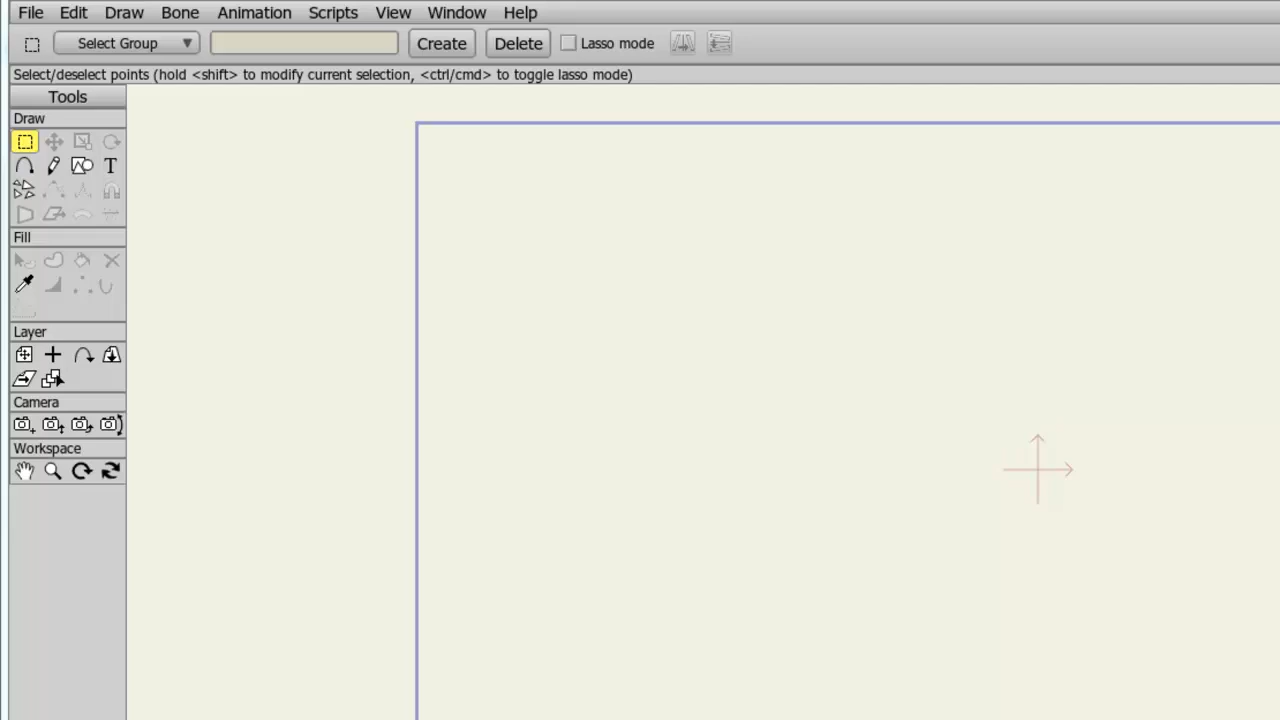 File Edit Draw Bone Animation Scripts View Window Help
Select Group Create Delete Lasso mode
Select/deselect points (hold <shift> to modify current selection, <ctrl/cmd> to toggle lasso mode)
Tools
Draw
T
Fill
Layer
Camera
Workspace